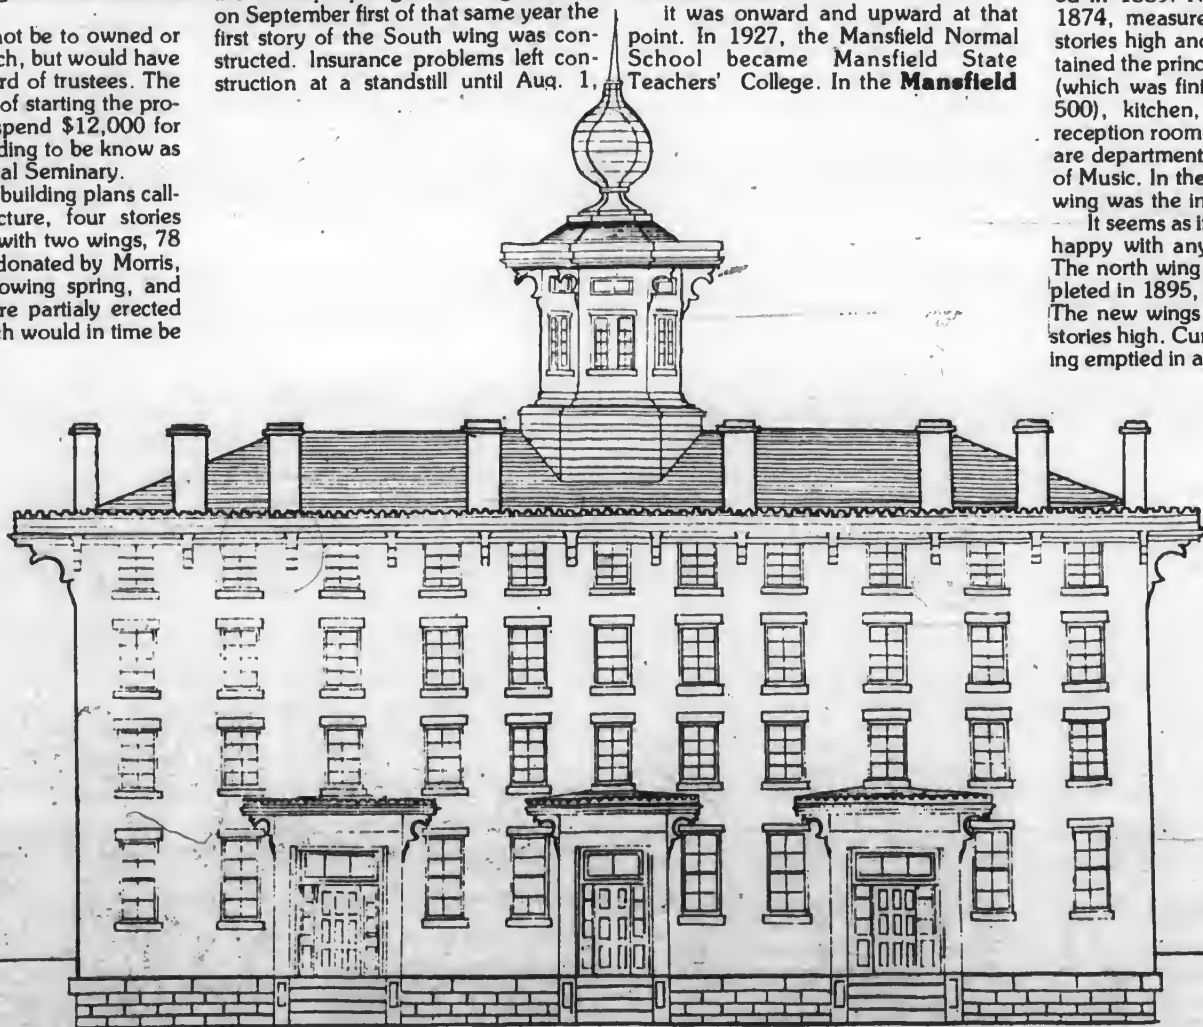 not be to owned or
ch, but would have
rd of trustees. The
of starting the pro-
spend $12,000 for
ding to be know as
al Seminary.
building plans call-
cture, four stories
with two wings, 78
donated by Morris,
owing spring, and
re partialy erected
ch would in time be
on September first of that same year the
first story of the South wing was con-
structed. Insurance problems left con-
struction at a standstill until Aug. 1,
it was onward and upward at that
point. In 1927, the Mansfield Normal
School became Mansfield State
Teachers' College. In the Mansfield
1874, measure
stories high and
tained the princ
(which was fini
500), kitchen,
reception room
are department
of Music. In the
wing was the in
It seems as i
happy with any
The north wing
pleted in 1895,
The new wings
stories high. Cu
ing emptied in a